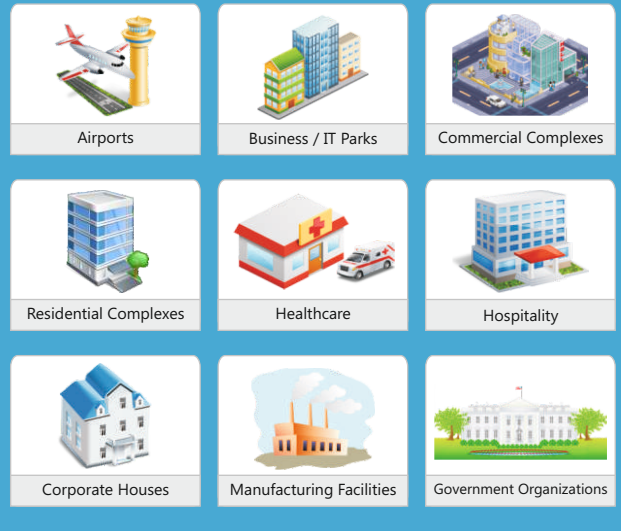 Airports
Business / IT Parks
Commercial Complexes
Residential Complexes
Healthcare
Hospitality
Corporate Houses
Manufacturing Facilities
Government Organizations